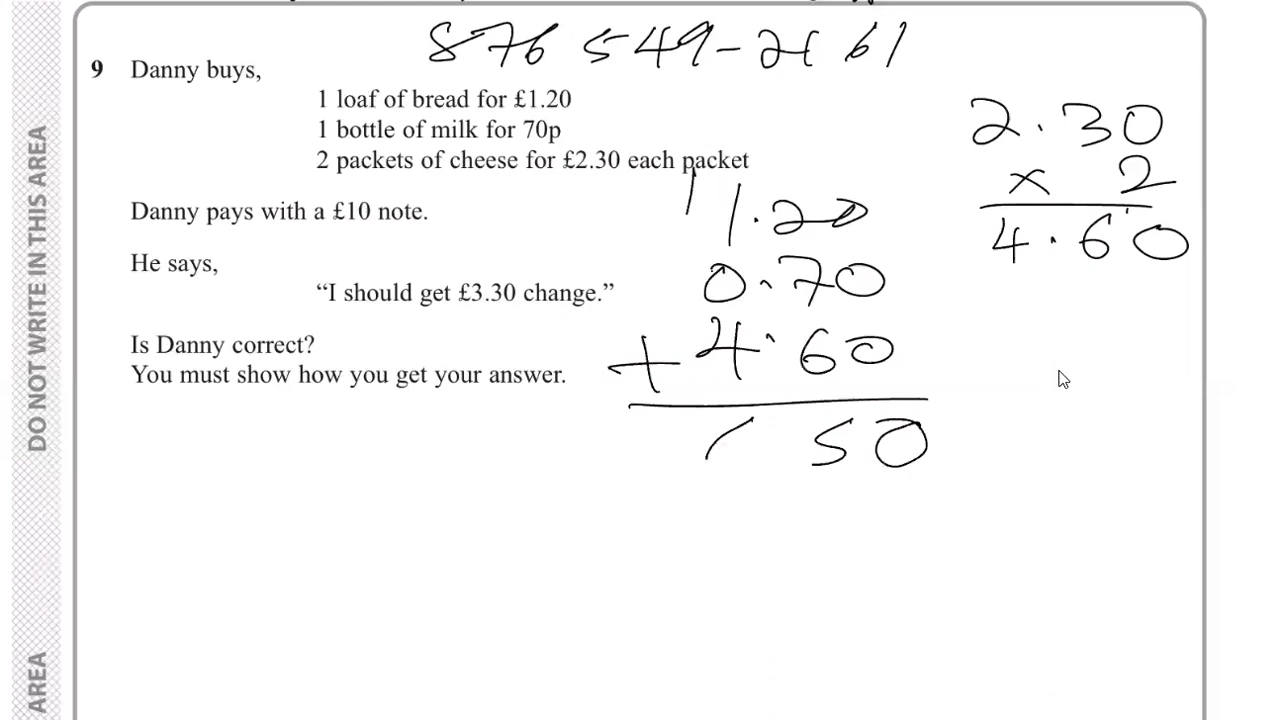 876 549-2161
9 Danny buys,
1 loaf of bread for £1.20
1 bottle of milk for 70p
2 packets of cheese for £2.30 each packet
Danny pays with a £10 note.
He says,
“I should get £3.30 change.”
Is Danny correct?
You must show how you get your answer.
1 1.20
0.70
+ 4.60
50
2.30
x 2
4.60
DO NOT WRITE IN THIS AREA
AREA